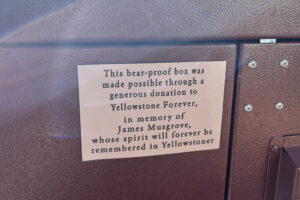 This bear-proof box was
made possible through a
generous donation to
Yellowstone Forever,
in memory of
James Musgrove,
whose spirit will forever be
remembered in Yellowstone